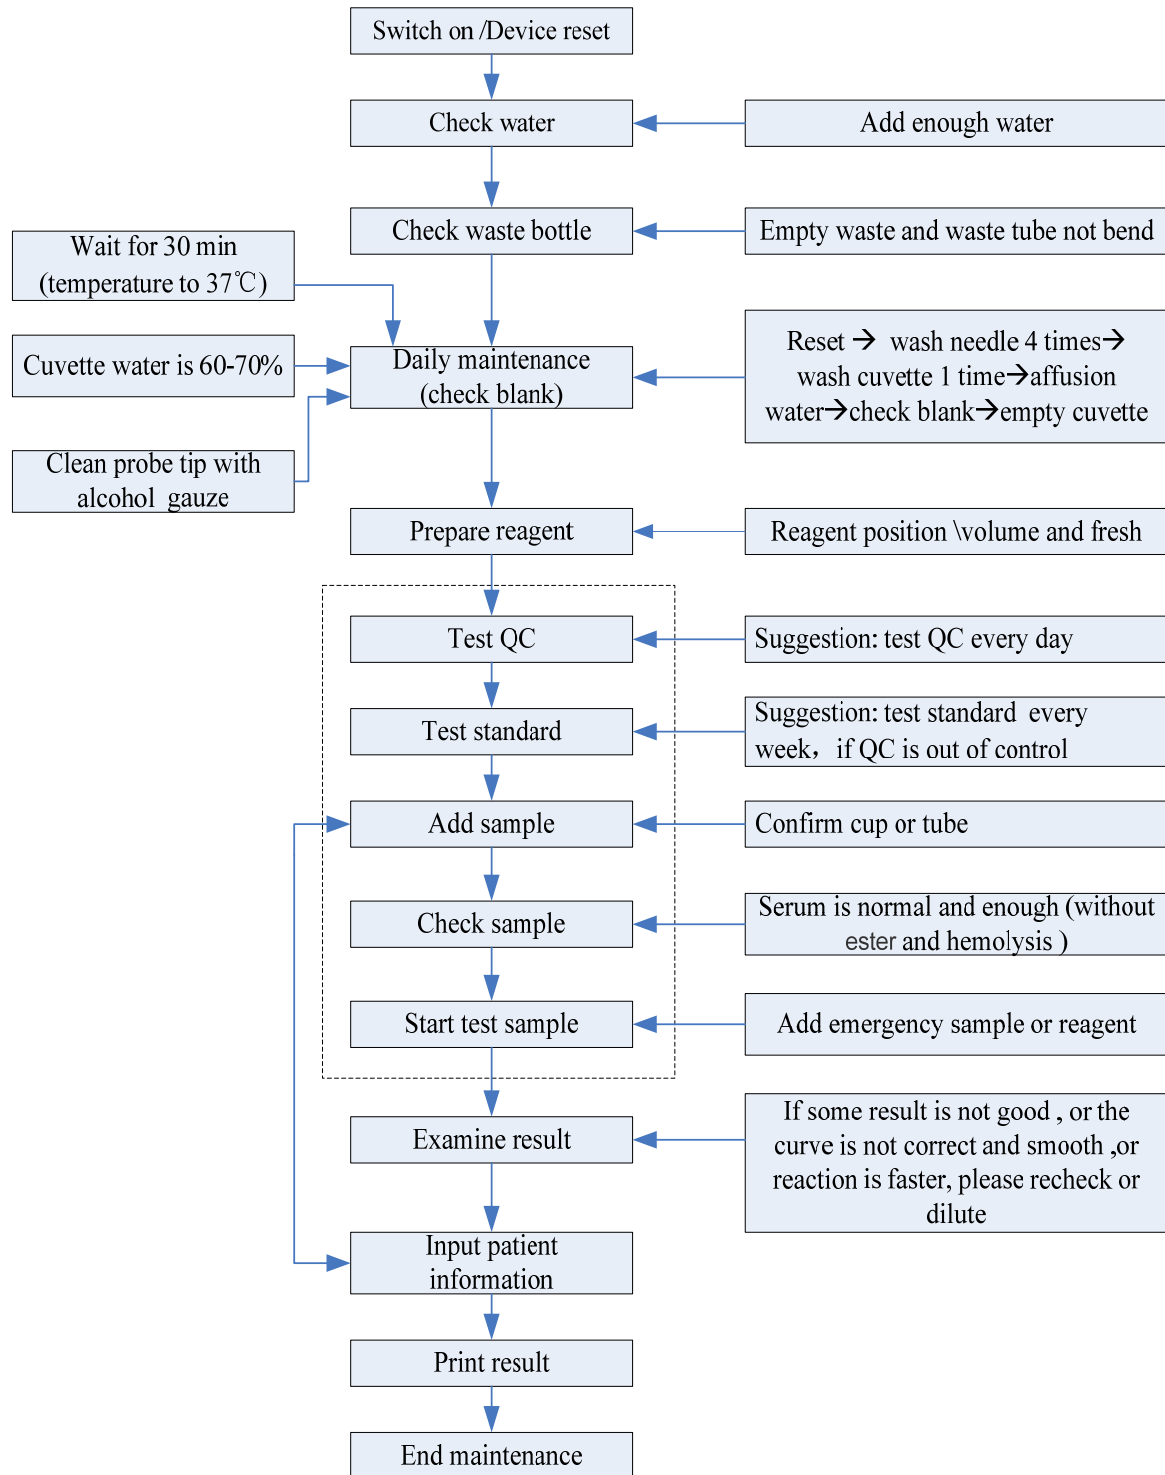 Switch on /Device reset
Check water
Add enough water
Check waste bottle
Empty waste and waste tube not bend
Wait for 30 min
(temperature to 37℃)
Cuvette water is 60-70%
Clean probe tip with
alcohol gauze
Daily maintenance
(check blank)
Reset → wash needle 4 times→
wash cuvette 1 time→affusion
water→check blank→empty cuvette
Prepare reagent
Reagent position \volume and fresh
Test QC
Suggestion: test QC every day
Test standard
Suggestion: test standard every
week，if QC is out of control
Add sample
Confirm cup or tube
Check sample
Serum is normal and enough (without
ester and hemolysis )
Start test sample
Add emergency sample or reagent
Examine result
If some result is not good , or the
curve is not correct and smooth ,or
reaction is faster, please recheck or
dilute
Input patient
information
Print result
End maintenance